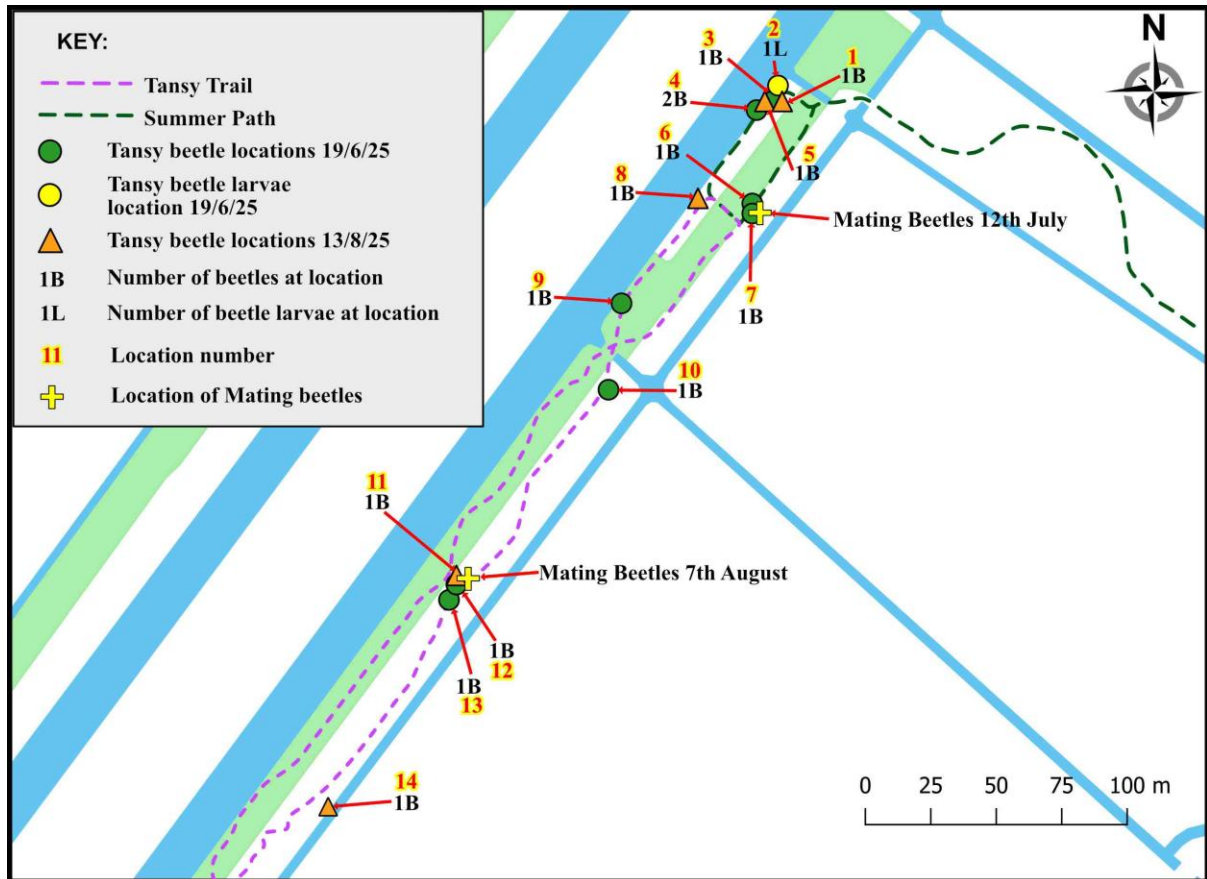 KEY:
Tansy Trail
Summer Path
Tansy beetle locations 19/6/25
Tansy beetle larvae
location 19/6/25
Tansy beetle locations 13/8/25
1B Number of beetles at location
1L Number of beetle larvae at location
11 Location number
Location of Mating beetles
N
2
1L
3
1B
1
1B
4
2B
6
1B
5
1B
8
1B
Mating Beetles 12th July
7
1B
9
1B
10
1B
11
1B
Mating Beetles 7th August
1B
12
1B
13
14
1B
0 25 50 75 100 m